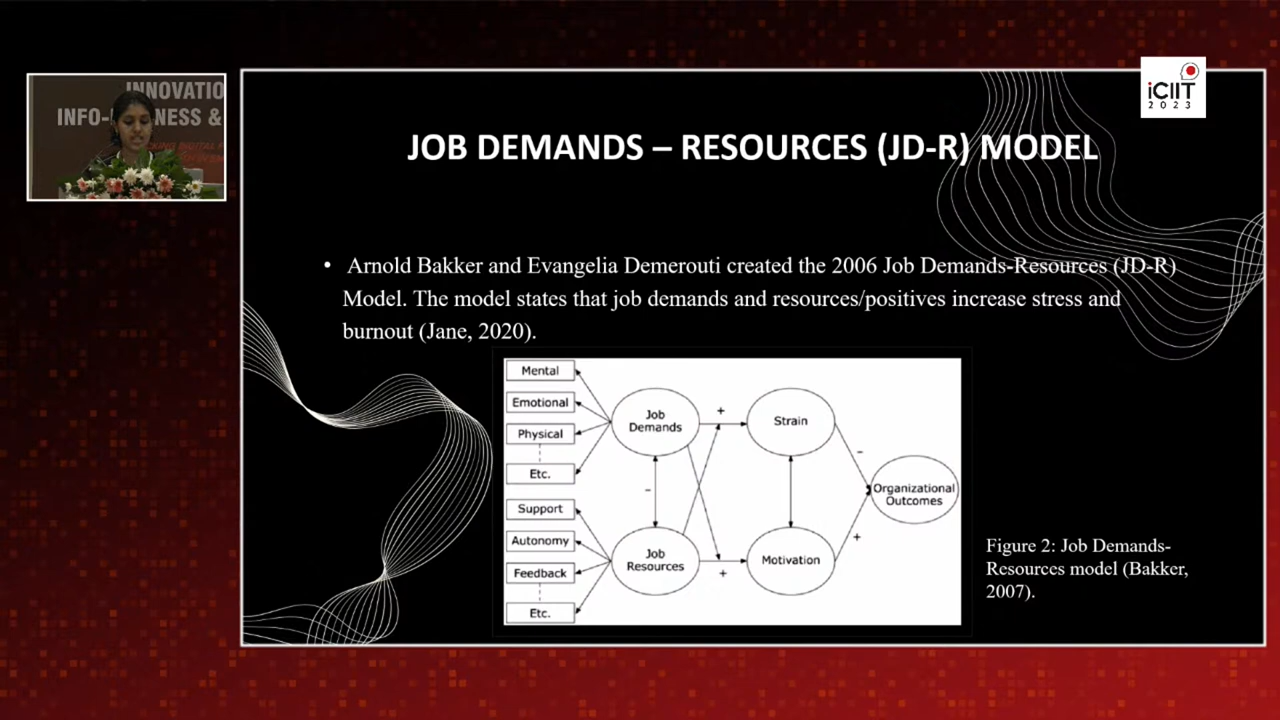 INNOVATIO
INFO-
NESS &
iCIIT
2023
JOB DEMANDS – RESOURCES (JD-R) MODEL
• Arnold Bakker and Evangelia Demerouti created the 2006 Job Demands-Resources (JD-R)
Model. The model states that job demands and resources/positives increase stress and
burnout (Jane, 2020).
Mental
Emotional
Physical
Etc.
Support
Autonomy
Feedback
Etc.
Job
Demands
Job
Resources
+
−
+
Strain
Motivation
−
+
Organizational
Outcomes
Figure 2: Job Demands-
Resources model (Bakker,
2007).